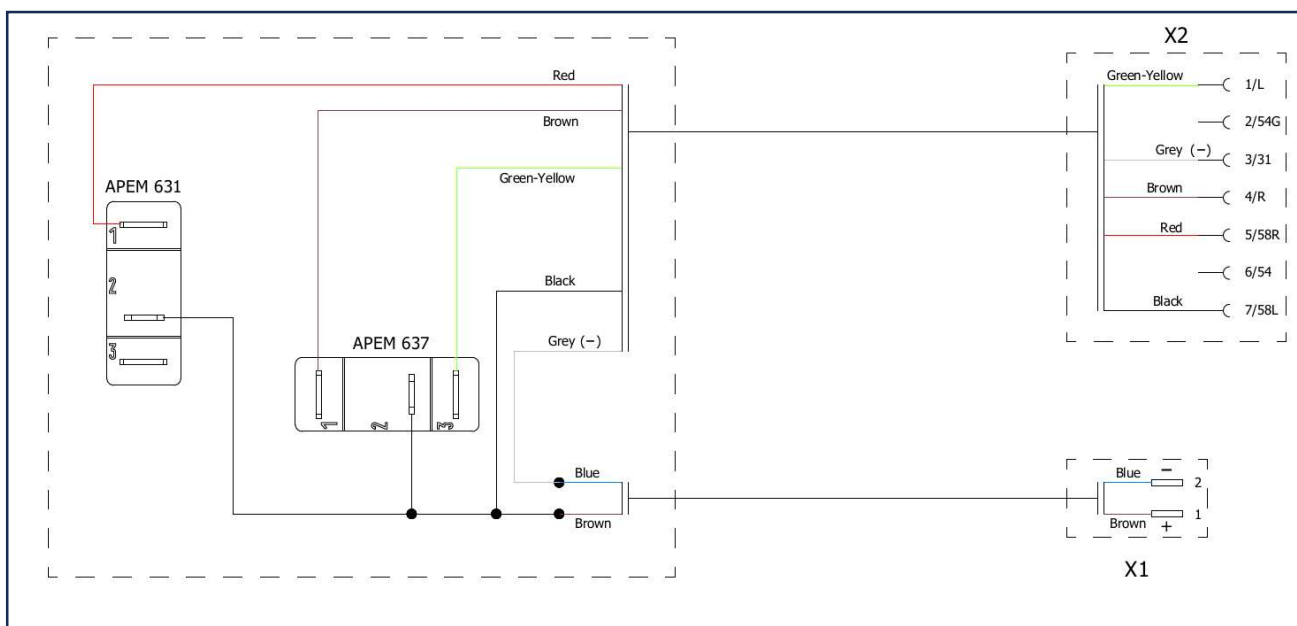 X2
Red
Green-Yellow
1/L
Brown
2/54G
Grey (−)
3/31
Green-Yellow
APEM 631
Brown
4/R
1
Red
5/58R
2
Black
6/54
Black
7/58L
3
APEM 637
Grey (−)
1
2
3
Blue
Blue
−
2
Brown
Brown
+
1
X1